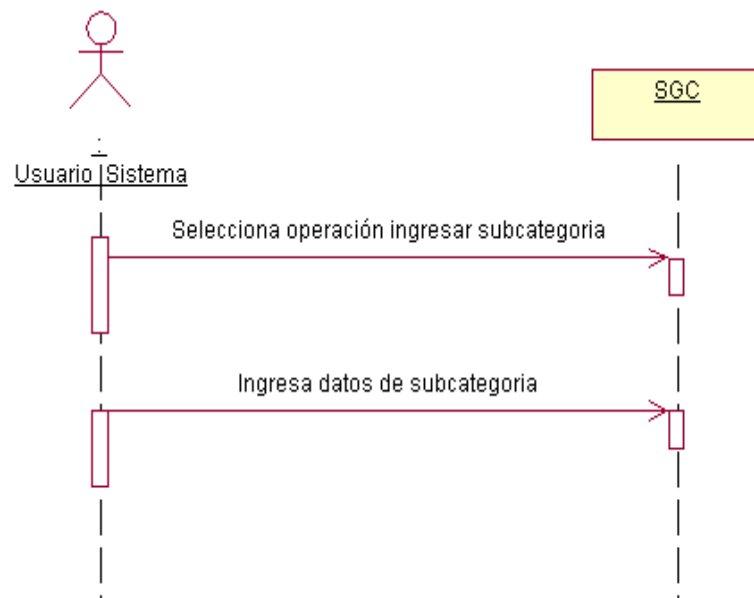 SGC
:
Usuario Sistema
Selecciona operación ingresar subcategoria
Ingresa datos de subcategoria